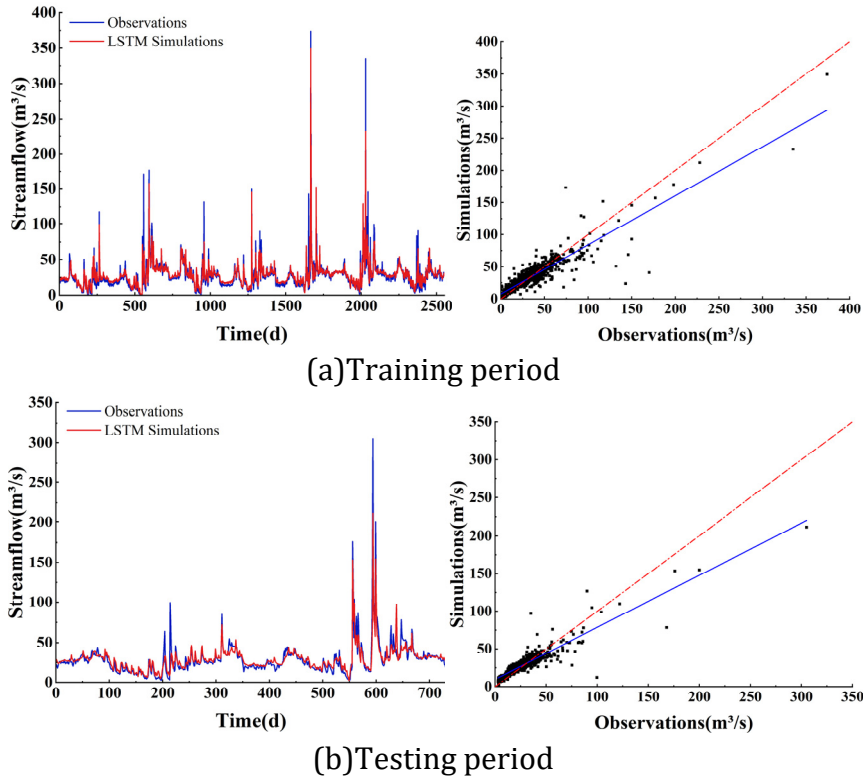 Observations
LSTM Simulations
Streamflow(m³/s)
400
350
300
250
200
150
100
50
0
0 500 1000 1500 2000 2500
Time(d)
Simulations(m³/s)
400
350
300
250
200
150
100
50
0
0 50 100 150 200 250 300 350 400
Observations(m³/s)
(a)Training period
Observations
LSTM Simulations
Streamflow(m³/s)
350
300
250
200
150
100
50
0
0 100 200 300 400 500 600 700
Time(d)
Simulations(m³/s)
350
300
250
200
150
100
50
0
0 50 100 150 200 250 300 350
Observations(m³/s)
(b)Testing period